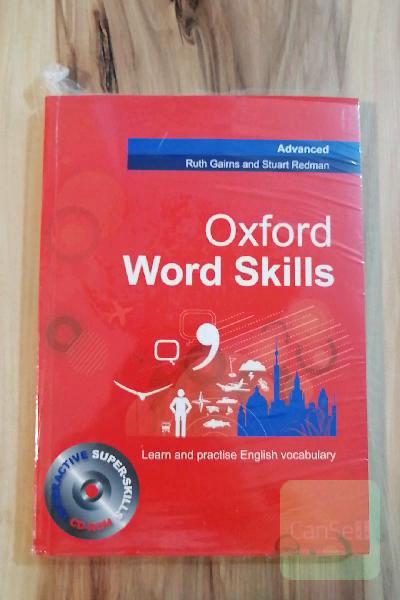 Advanced
Ruth Gairns and Stuart Redman
Oxford
Word Skills
Learn and practise English vocabulary
INTERACTIVE SUPER-SKILLS
CD-ROM
CanSell